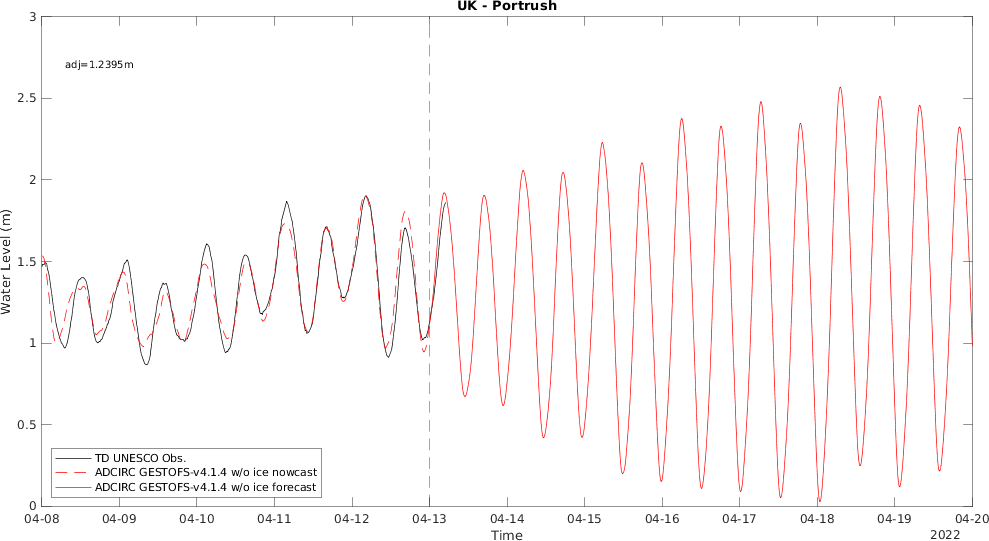 UK - Portrush
adj=1.2395m
3
2.5
2
1.5
1
0.5
0
Water Level (m)
TD UNESCO Obs.
ADCIRC GESTOFS-v4.1.4 w/o ice nowcast
ADCIRC GESTOFS-v4.1.4 w/o ice forecast
04-08 04-09 04-10 04-11 04-12 04-13 04-14 04-15 04-16 04-17 04-18 04-19 04-20
Time
2022